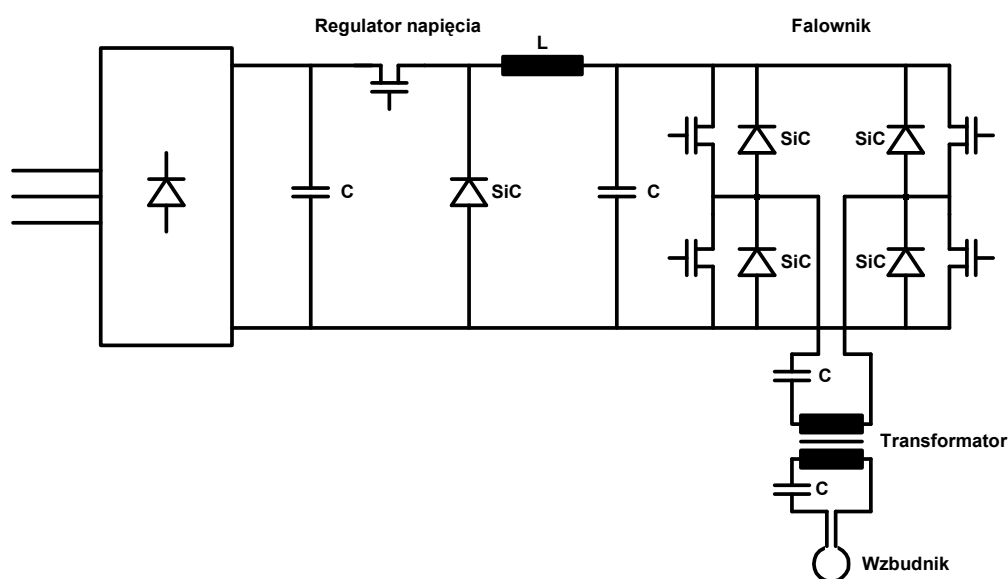 Regulator napięcia
Falownik
L
SiC
SiC
C
SiC
C
SiC
SiC
C
Transformator
C
Wzbudnik